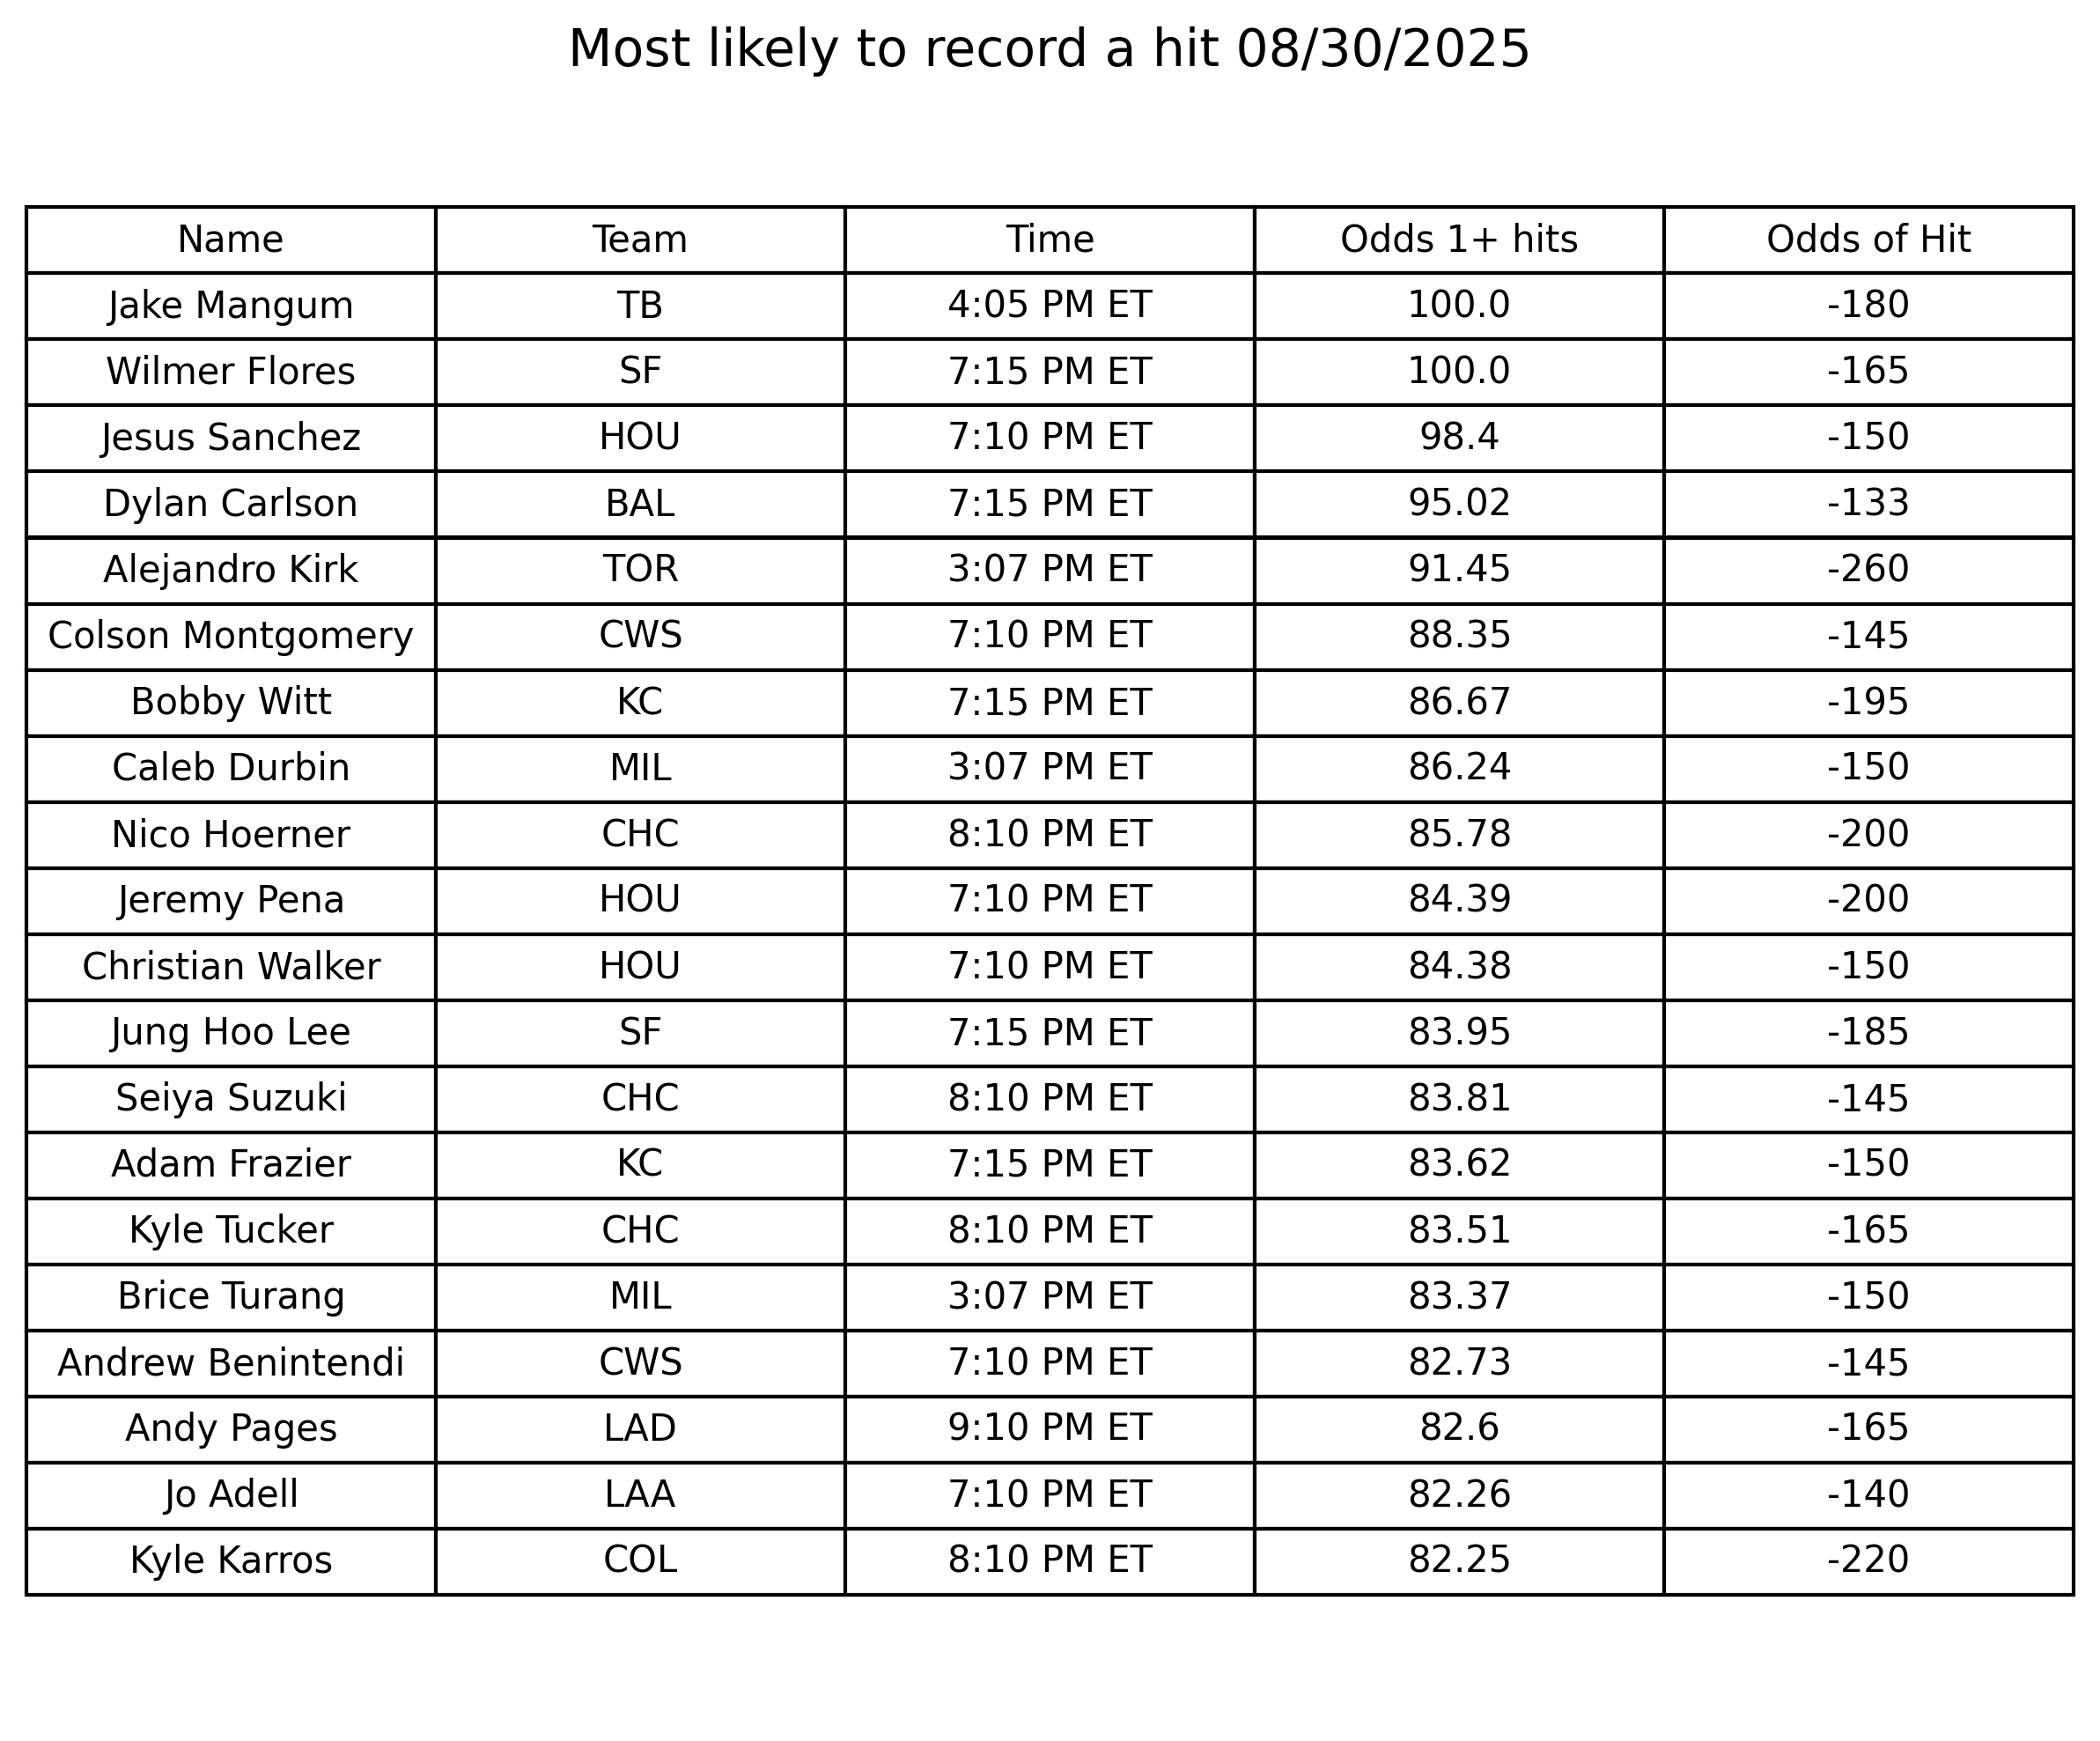 Most likely to record a hit 08/30/2025
Name Team Time Odds 1+ hits Odds of Hit
Jake Mangum TB 4:05 PM ET 100.0 -180
Wilmer Flores SF 7:15 PM ET 100.0 -165
Jesus Sanchez HOU 7:10 PM ET 98.4 -150
Dylan Carlson BAL 7:15 PM ET 95.02 -133
Alejandro Kirk TOR 3:07 PM ET 91.45 -260
Colson Montgomery CWS 7:10 PM ET 88.35 -145
Bobby Witt KC 7:15 PM ET 86.67 -195
Caleb Durbin MIL 3:07 PM ET 86.24 -150
Nico Hoerner CHC 8:10 PM ET 85.78 -200
Jeremy Pena HOU 7:10 PM ET 84.39 -200
Christian Walker HOU 7:10 PM ET 84.38 -150
Jung Hoo Lee SF 7:15 PM ET 83.95 -185
Seiya Suzuki CHC 8:10 PM ET 83.81 -145
Adam Frazier KC 7:15 PM ET 83.62 -150
Kyle Tucker CHC 8:10 PM ET 83.51 -165
Brice Turang MIL 3:07 PM ET 83.37 -150
Andrew Benintendi CWS 7:10 PM ET 82.73 -145
Andy Pages LAD 9:10 PM ET 82.6 -165
Jo Adell LAA 7:10 PM ET 82.26 -140
Kyle Karros COL 8:10 PM ET 82.25 -220